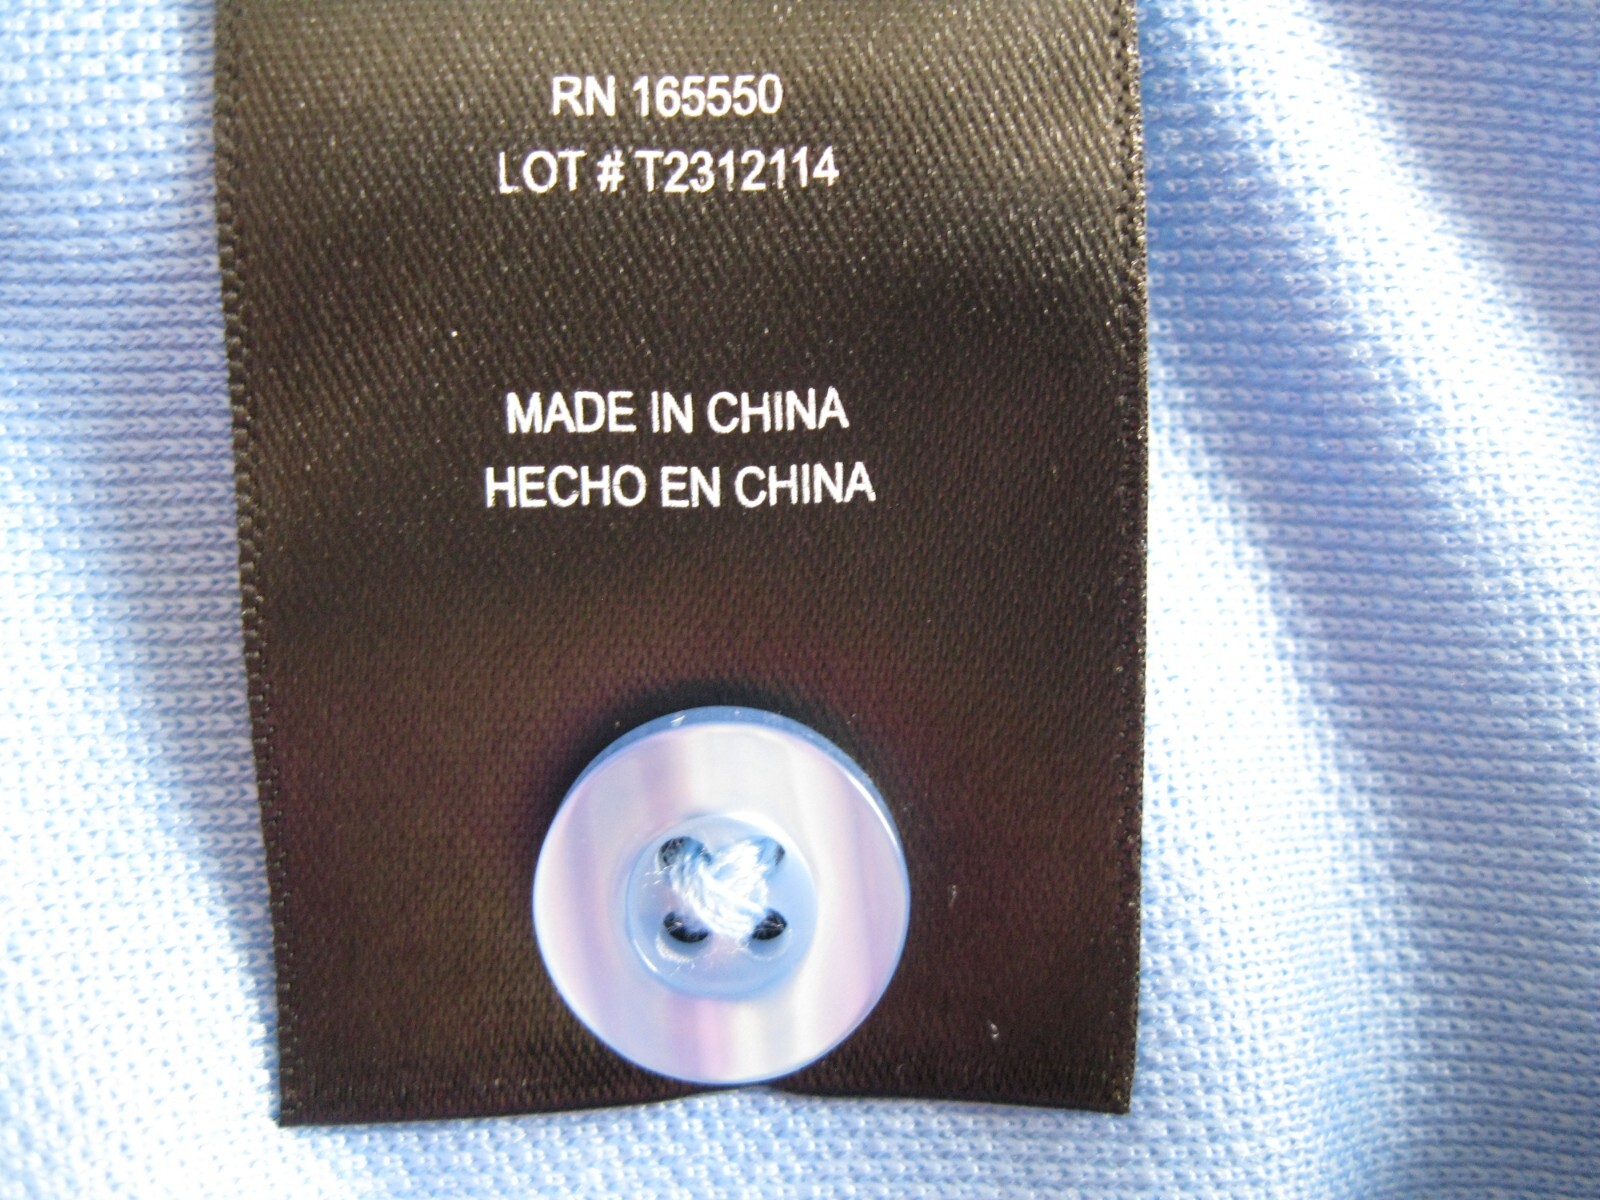 RN 165550
LOT # T2312114
MADE IN CHINA
HECHO EN CHINA